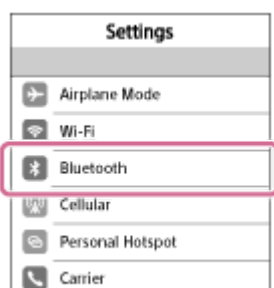 Settings
Airplane Mode
Wi-Fi
Bluetooth
Cellular
Personal Hotspot
Carrier